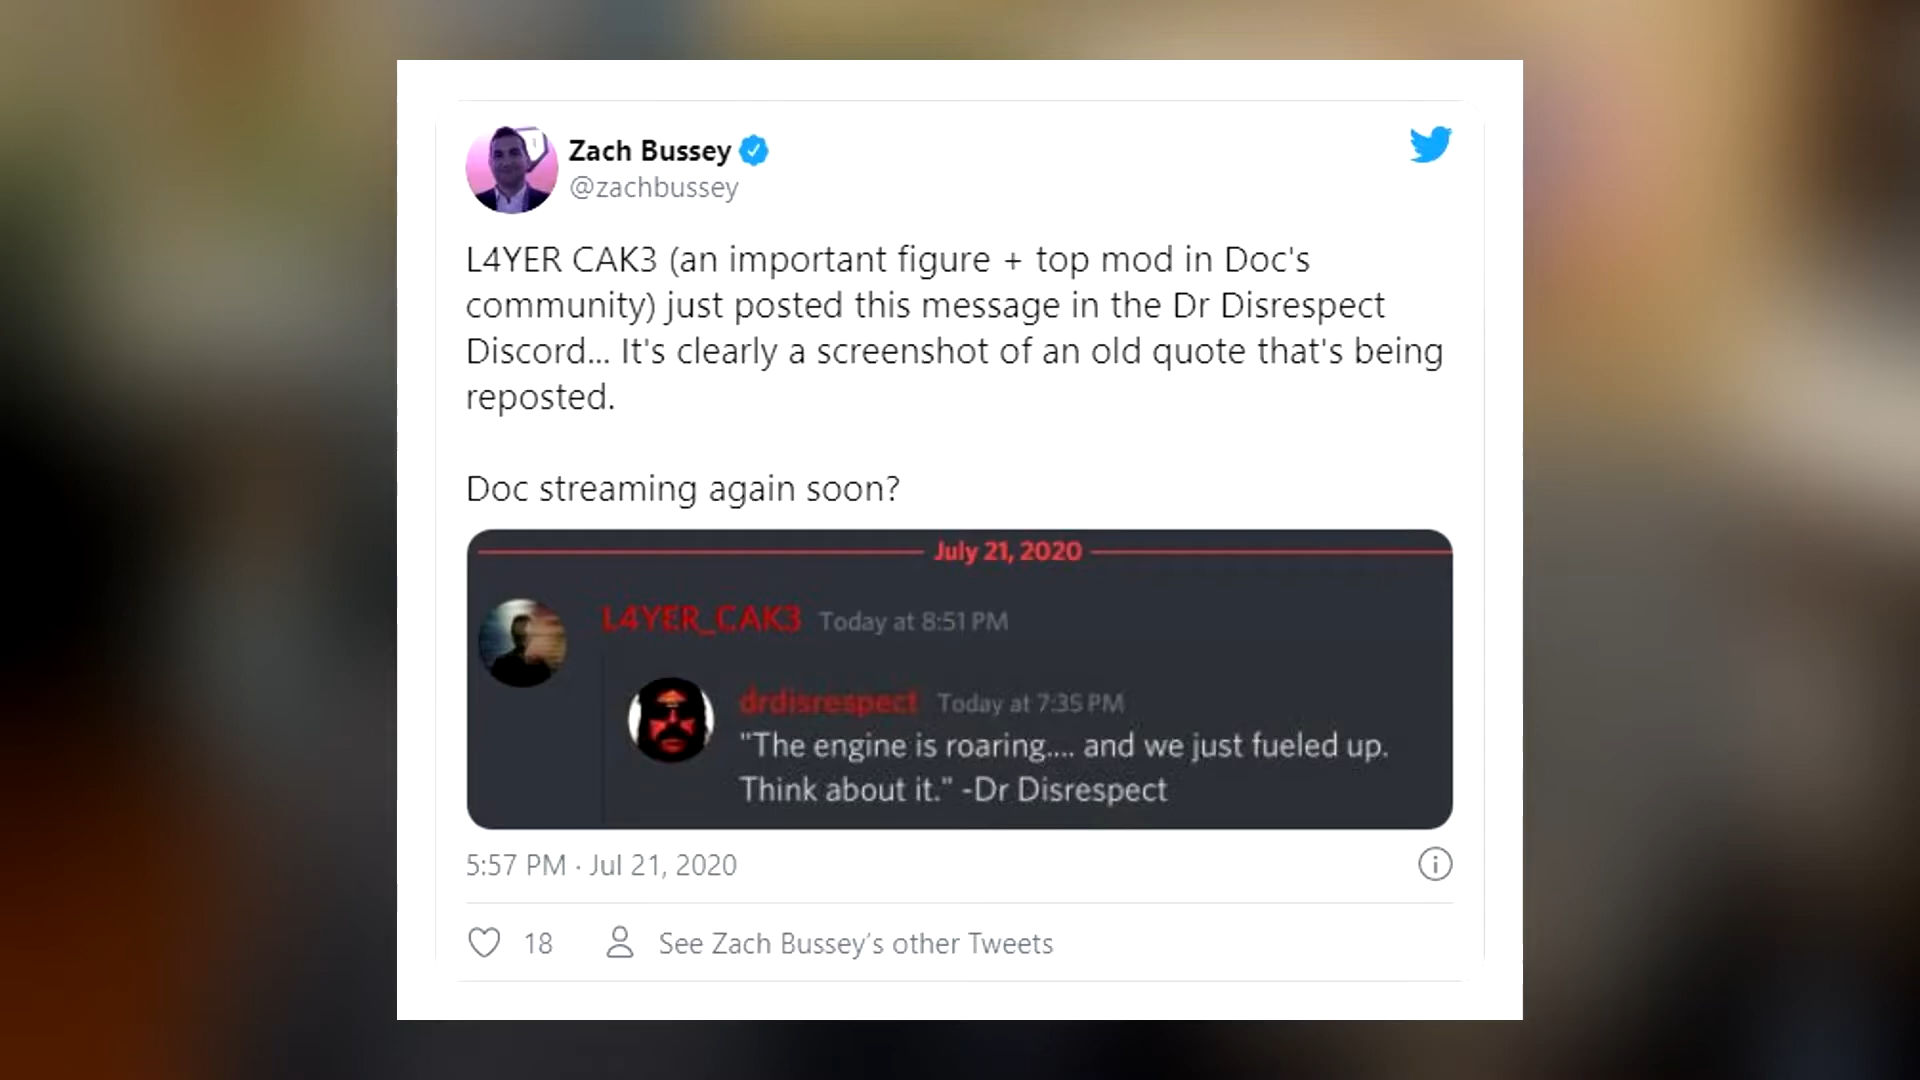 Zach Bussey
@zachbussey
L4YER CAK3 (an important figure + top mod in Doc's
community) just posted this message in the Dr Disrespect
Discord... It's clearly a screenshot of an old quote that's being
reposted.
Doc streaming again soon?
July 21, 2020
L4YER_CAK3 Today at 8:51 PM
drdisrespect Today at 7:35 PM
"The engine is roaring.... and we just fueled up.
Think about it." -Dr Disrespect
5:57 PM · Jul 21, 2020
18 See Zach Bussey's other Tweets